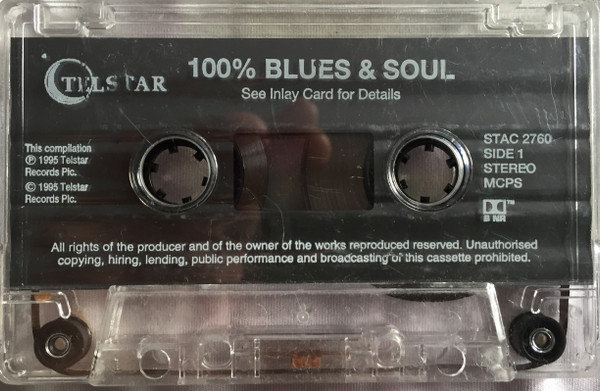 TELSTAR
100% BLUES & SOUL
See Inlay Card for Details
This compilation
℗ 1995 Telstar
Records Plc.
© 1995 Telstar
Records Plc.
STAC 2760
SIDE 1
STEREO
MCPS
TM
B NR
All rights of the producer and of the owner of the works reproduced reserved. Unauthorised
copying, hiring, lending, public performance and broadcasting of this cassette prohibited.